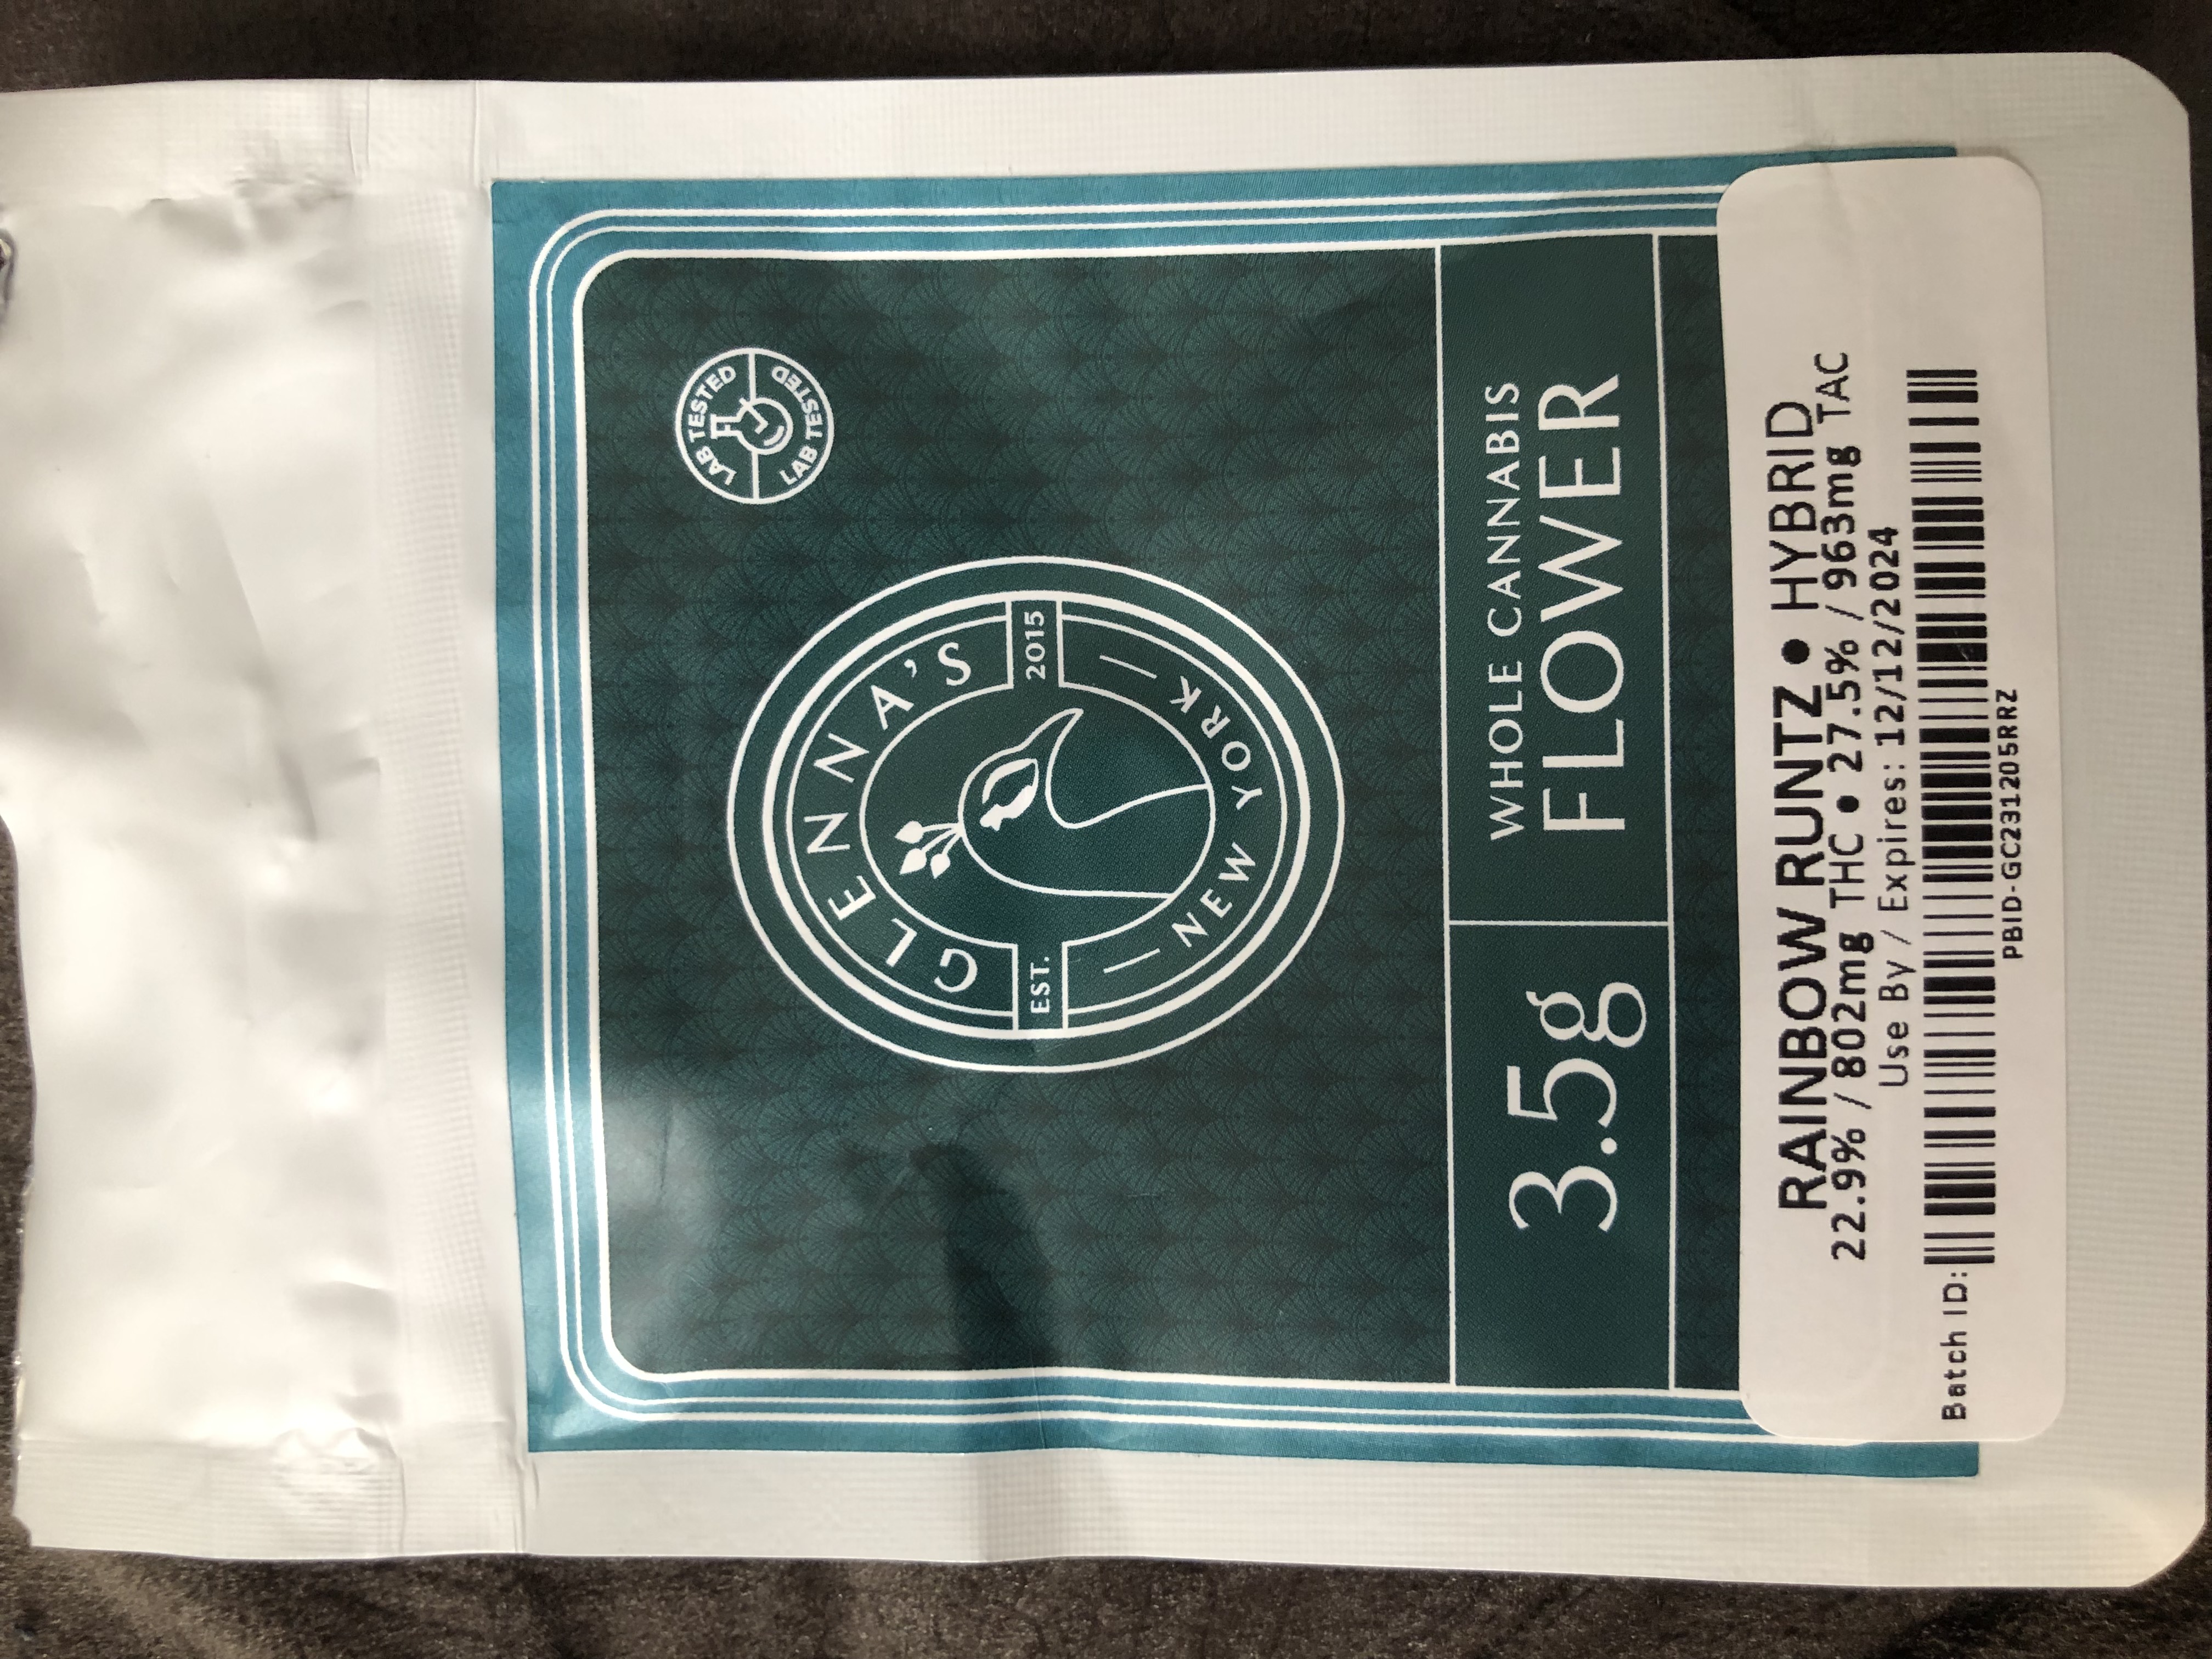 LAB TESTED
LAB TESTED
GLENNA'S
EST. 2015
NEW YORK
3.5g
WHOLE CANNABIS
FLOWER
RAINBOW RUNTZ • HYBRID
22.9% / 802mg THC • 27.5% / 963mg TAC
Use By / Expires: 12/12/2024
Batch ID:
PBID-GC231205RRZ